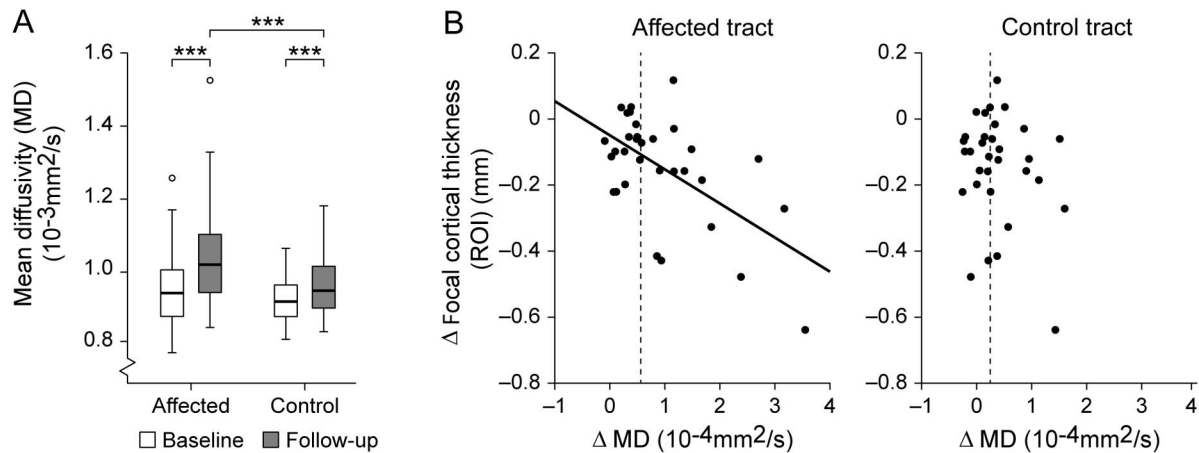 A
Mean diffusivity (MD)
(10⁻³mm²/s)
1.6
1.4
1.2
1.0
0.8
***
***
***
Affected
Control
Baseline
Follow-up
B
Affected tract
Δ Focal cortical thickness
(ROI) (mm)
0.2
0
–0.2
–0.4
–0.6
–0.8
–1
0
1
2
3
4
Δ MD (10⁻⁴mm²/s)
Control tract
0.2
0
–0.2
–0.4
–0.6
–0.8
–1
0
1
2
3
4
Δ MD (10⁻⁴mm²/s)